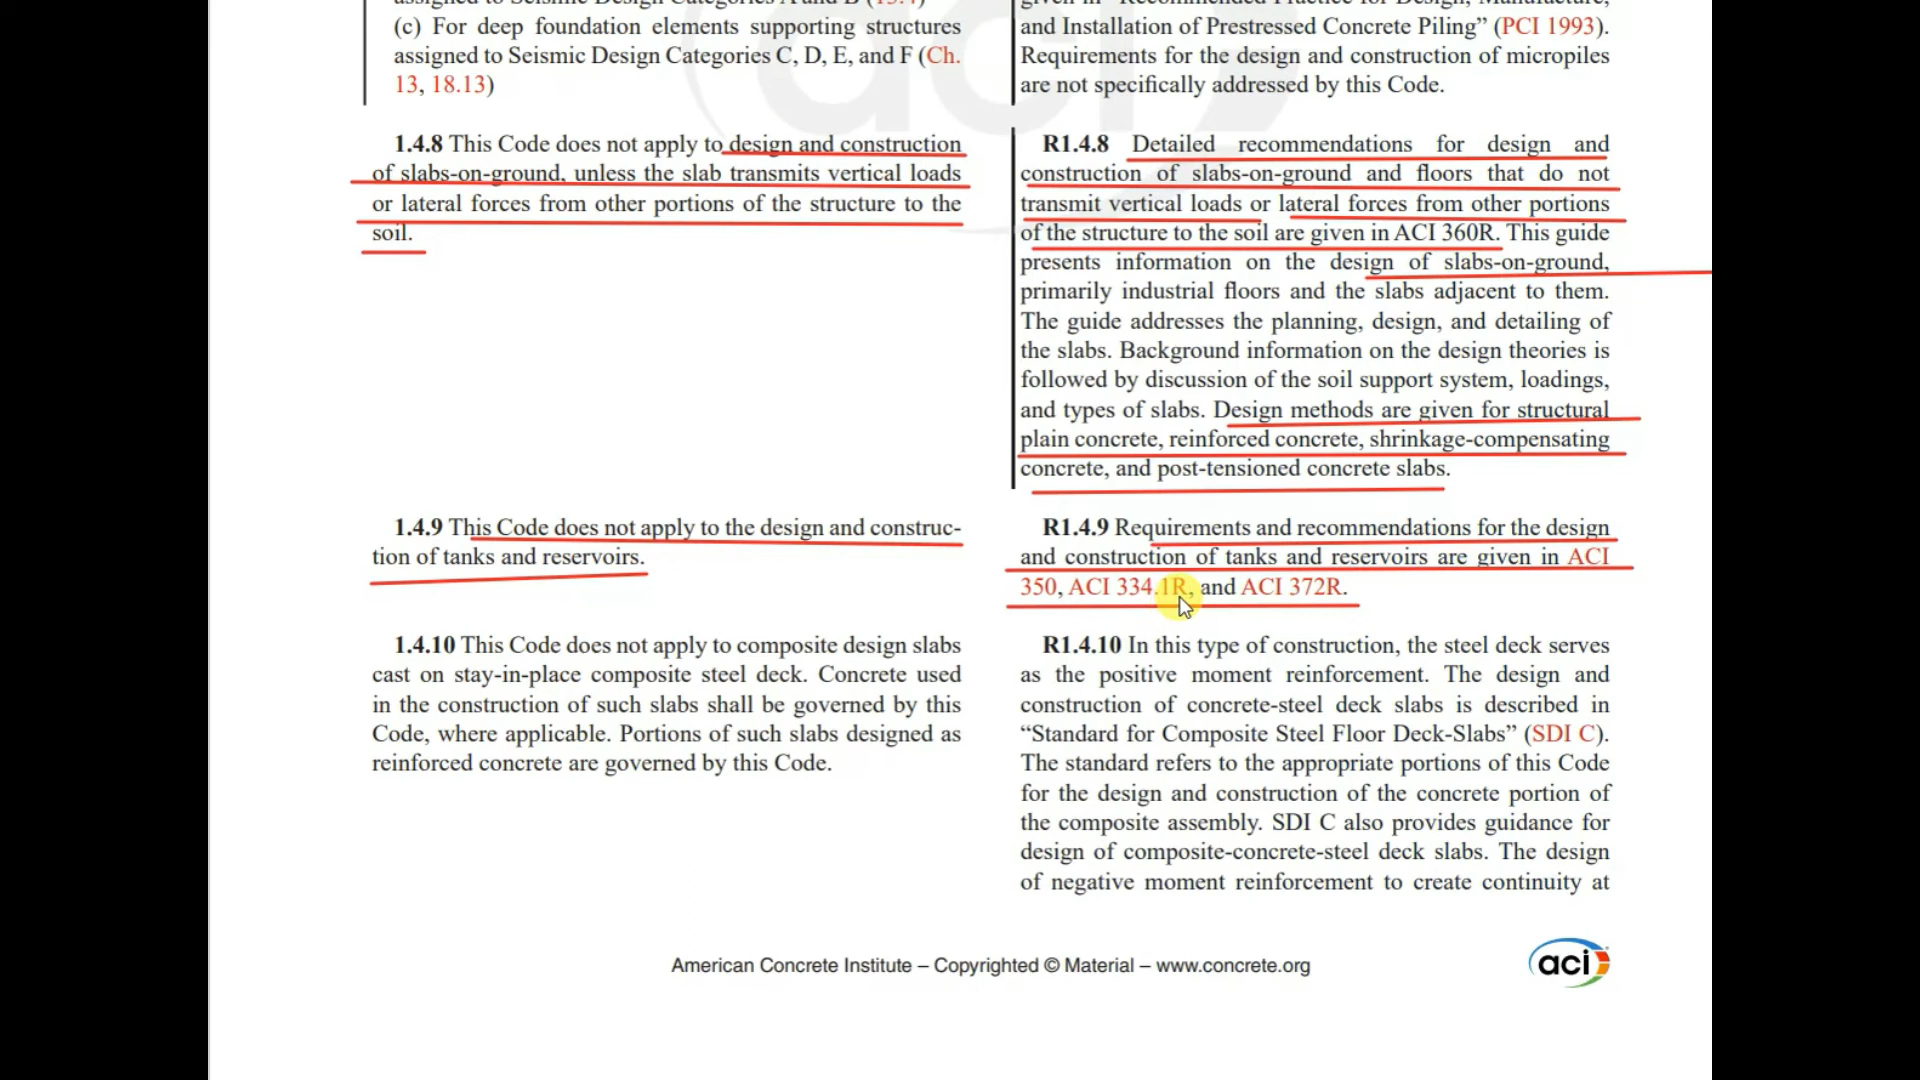 assigned to Seismic Design Categories A and B (13.4)
(c) For deep foundation elements supporting structures
assigned to Seismic Design Categories C, D, E, and F (Ch.
13, 18.13)
1.4.8 This Code does not apply to design and construction
of slabs-on-ground, unless the slab transmits vertical loads
or lateral forces from other portions of the structure to the
soil.
1.4.9 This Code does not apply to the design and construc-
tion of tanks and reservoirs.
1.4.10 This Code does not apply to composite design slabs
cast on stay-in-place composite steel deck. Concrete used
in the construction of such slabs shall be governed by this
Code, where applicable. Portions of such slabs designed as
reinforced concrete are governed by this Code.
given in “Recommended Practice for Design, Manufacture,
and Installation of Prestressed Concrete Piling” (PCI 1993).
Requirements for the design and construction of micropiles
are not specifically addressed by this Code.
R1.4.8 Detailed recommendations for design and
construction of slabs-on-ground and floors that do not
transmit vertical loads or lateral forces from other portions
of the structure to the soil are given in ACI 360R. This guide
presents information on the design of slabs-on-ground,
primarily industrial floors and the slabs adjacent to them.
The guide addresses the planning, design, and detailing of
the slabs. Background information on the design theories is
followed by discussion of the soil support system, loadings,
and types of slabs. Design methods are given for structural
plain concrete, reinforced concrete, shrinkage-compensating
concrete, and post-tensioned concrete slabs.
R1.4.9 Requirements and recommendations for the design
and construction of tanks and reservoirs are given in ACI
350, ACI 334.1R, and ACI 372R.
R1.4.10 In this type of construction, the steel deck serves
as the positive moment reinforcement. The design and
construction of concrete-steel deck slabs is described in
“Standard for Composite Steel Floor Deck-Slabs” (SDI C).
The standard refers to the appropriate portions of this Code
for the design and construction of the concrete portion of
the composite assembly. SDI C also provides guidance for
design of composite-concrete-steel deck slabs. The design
of negative moment reinforcement to create continuity at
American Concrete Institute – Copyrighted © Material – www.concrete.org
aci
aci